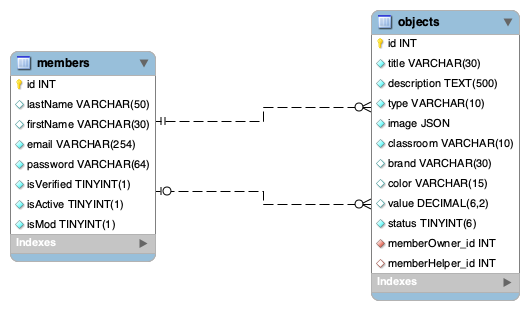 members
id INT
lastName VARCHAR(50)
firstName VARCHAR(30)
email VARCHAR(254)
password VARCHAR(64)
isVerified TINYINT(1)
isActive TINYINT(1)
isMod TINYINT(1)
Indexes
objects
id INT
title VARCHAR(30)
description TEXT(500)
type VARCHAR(10)
image JSON
classroom VARCHAR(10)
brand VARCHAR(30)
color VARCHAR(15)
value DECIMAL(6,2)
status TINYINT(6)
memberOwner_id INT
memberHelper_id INT
Indexes